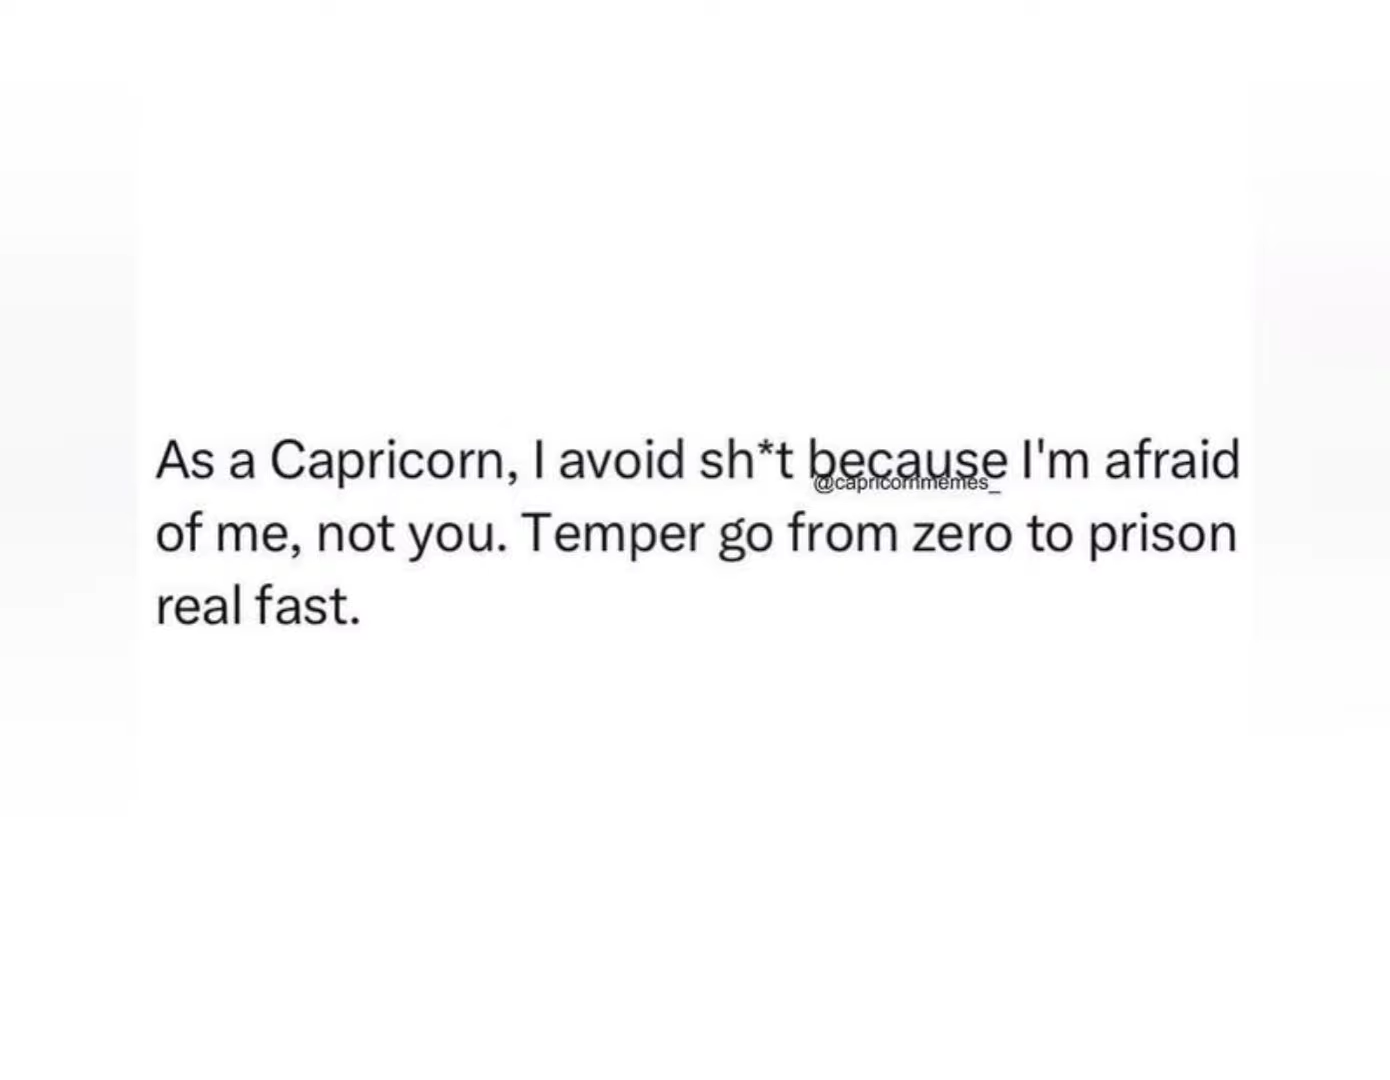 As a Capricorn, I avoid sh*t because I'm afraid
@capricornmemes_
of me, not you. Temper go from zero to prison
real fast.